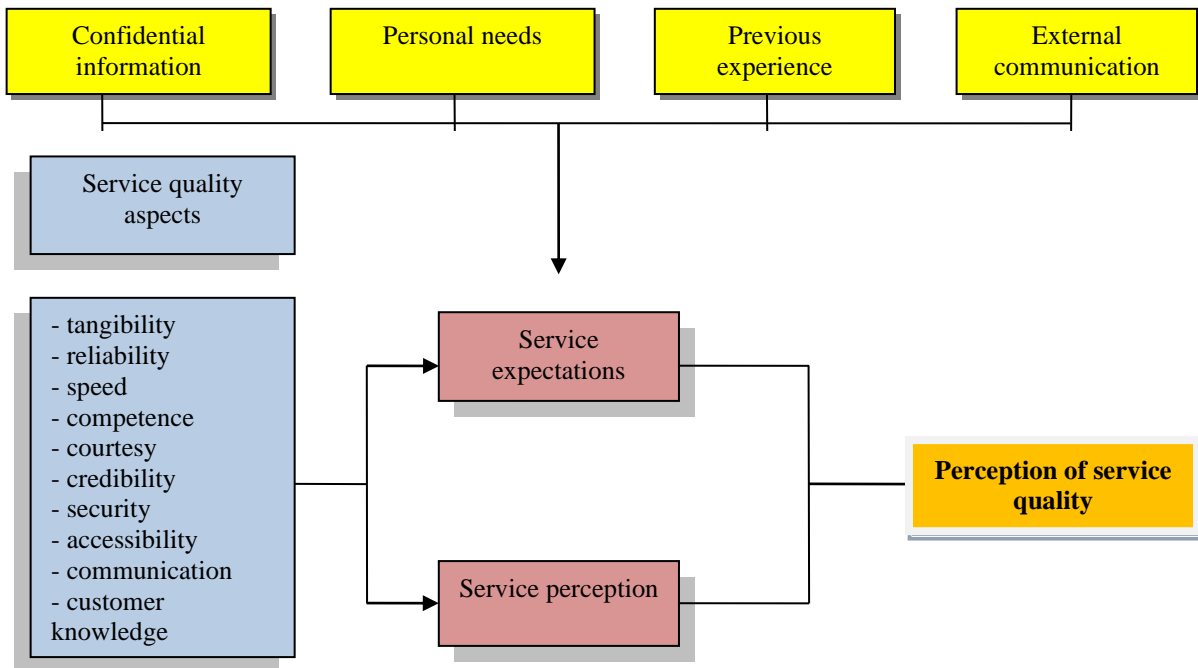 Confidential
information
Personal needs
Previous
experience
External
communication
Service quality
aspects
- tangibility
- reliability
- speed
- competence
- courtesy
- credibility
- security
- accessibility
- communication
- customer
knowledge
Service
expectations
Service perception
Perception of service
quality